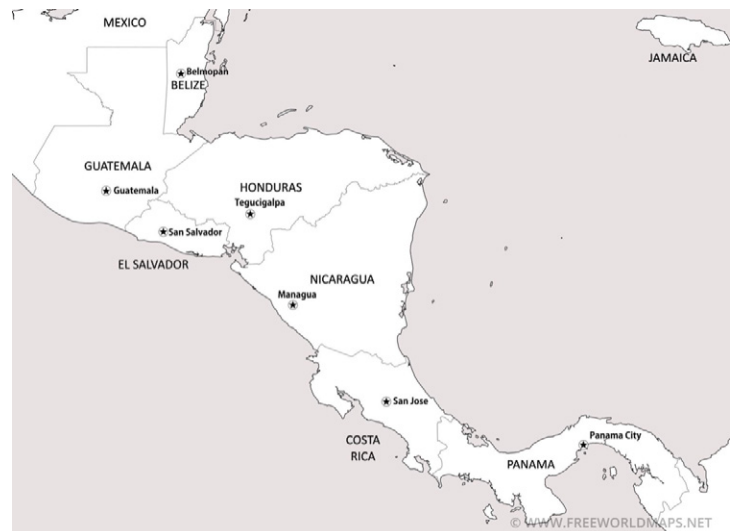 MEXICO
JAMAICA
Belmopan
BELIZE
GUATEMALA
Guatemala
HONDURAS
Tegucigalpa
San Salvador
EL SALVADOR
NICARAGUA
Managua
San Jose
COSTA
RICA
Panama City
PANAMA
© WWW.FREEWORLDMAPS.NET